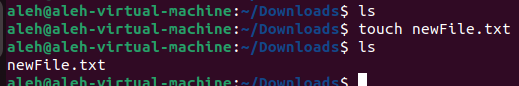 aleh@aleh-virtual-machine:~/Downloads$ ls
aleh@aleh-virtual-machine:~/Downloads$ touch newFile.txt
aleh@aleh-virtual-machine:~/Downloads$ ls
newFile.txt
aleh@aleh-virtual-machine:~/Downloads$